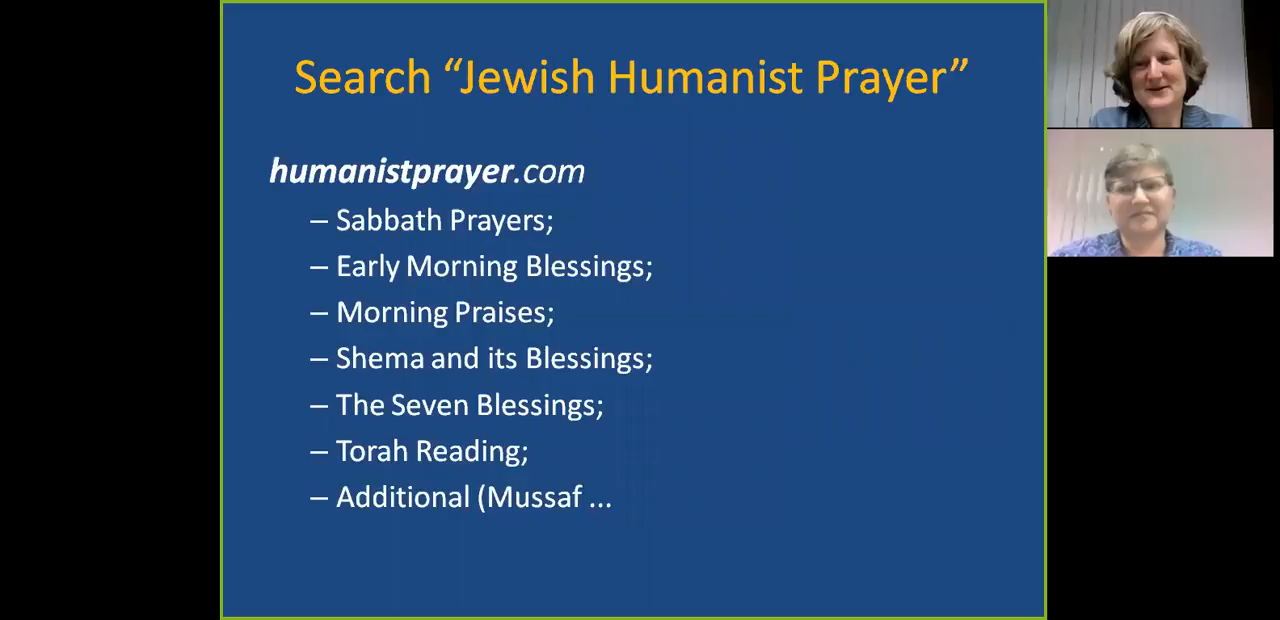 Search “Jewish Humanist Prayer”
humanistprayer.com
– Sabbath Prayers;
– Early Morning Blessings;
– Morning Praises;
– Shema and its Blessings;
– The Seven Blessings;
– Torah Reading;
– Additional (Mussaf ...